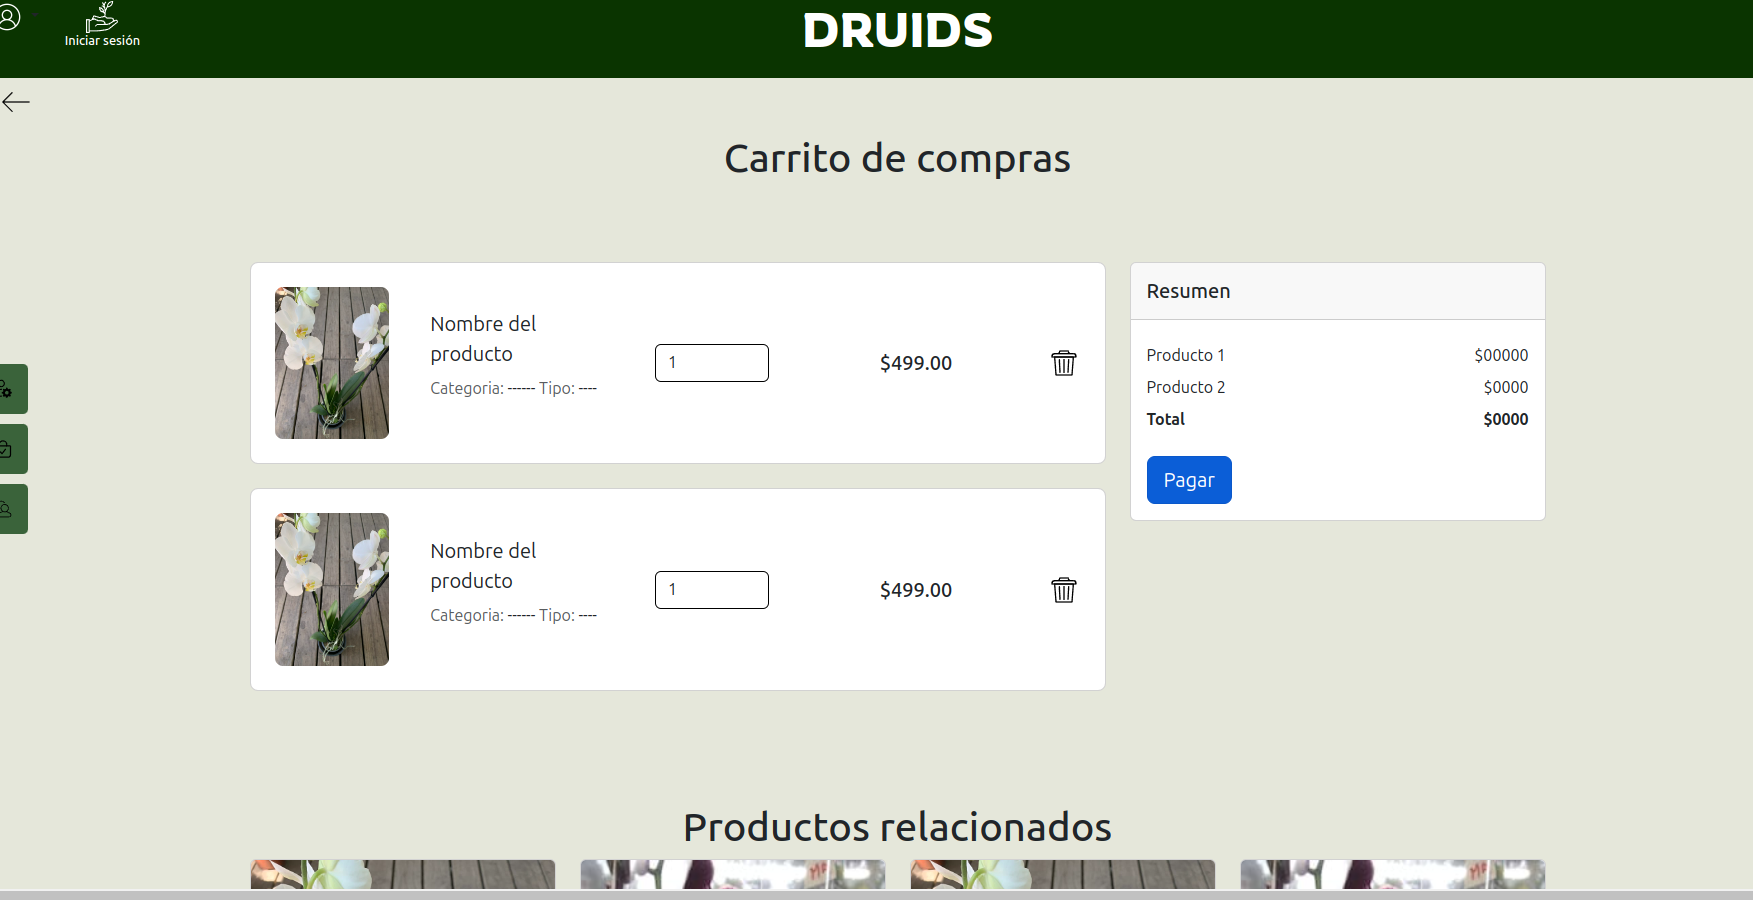 Iniciar sesión
DRUIDS
Carrito de compras
Nombre del
producto
Categoria: ------ Tipo: ----
1
$499.00
Nombre del
producto
Categoria: ------ Tipo: ----
1
$499.00
Resumen
Producto 1 $00000
Producto 2 $0000
Total $0000
Pagar
Productos relacionados